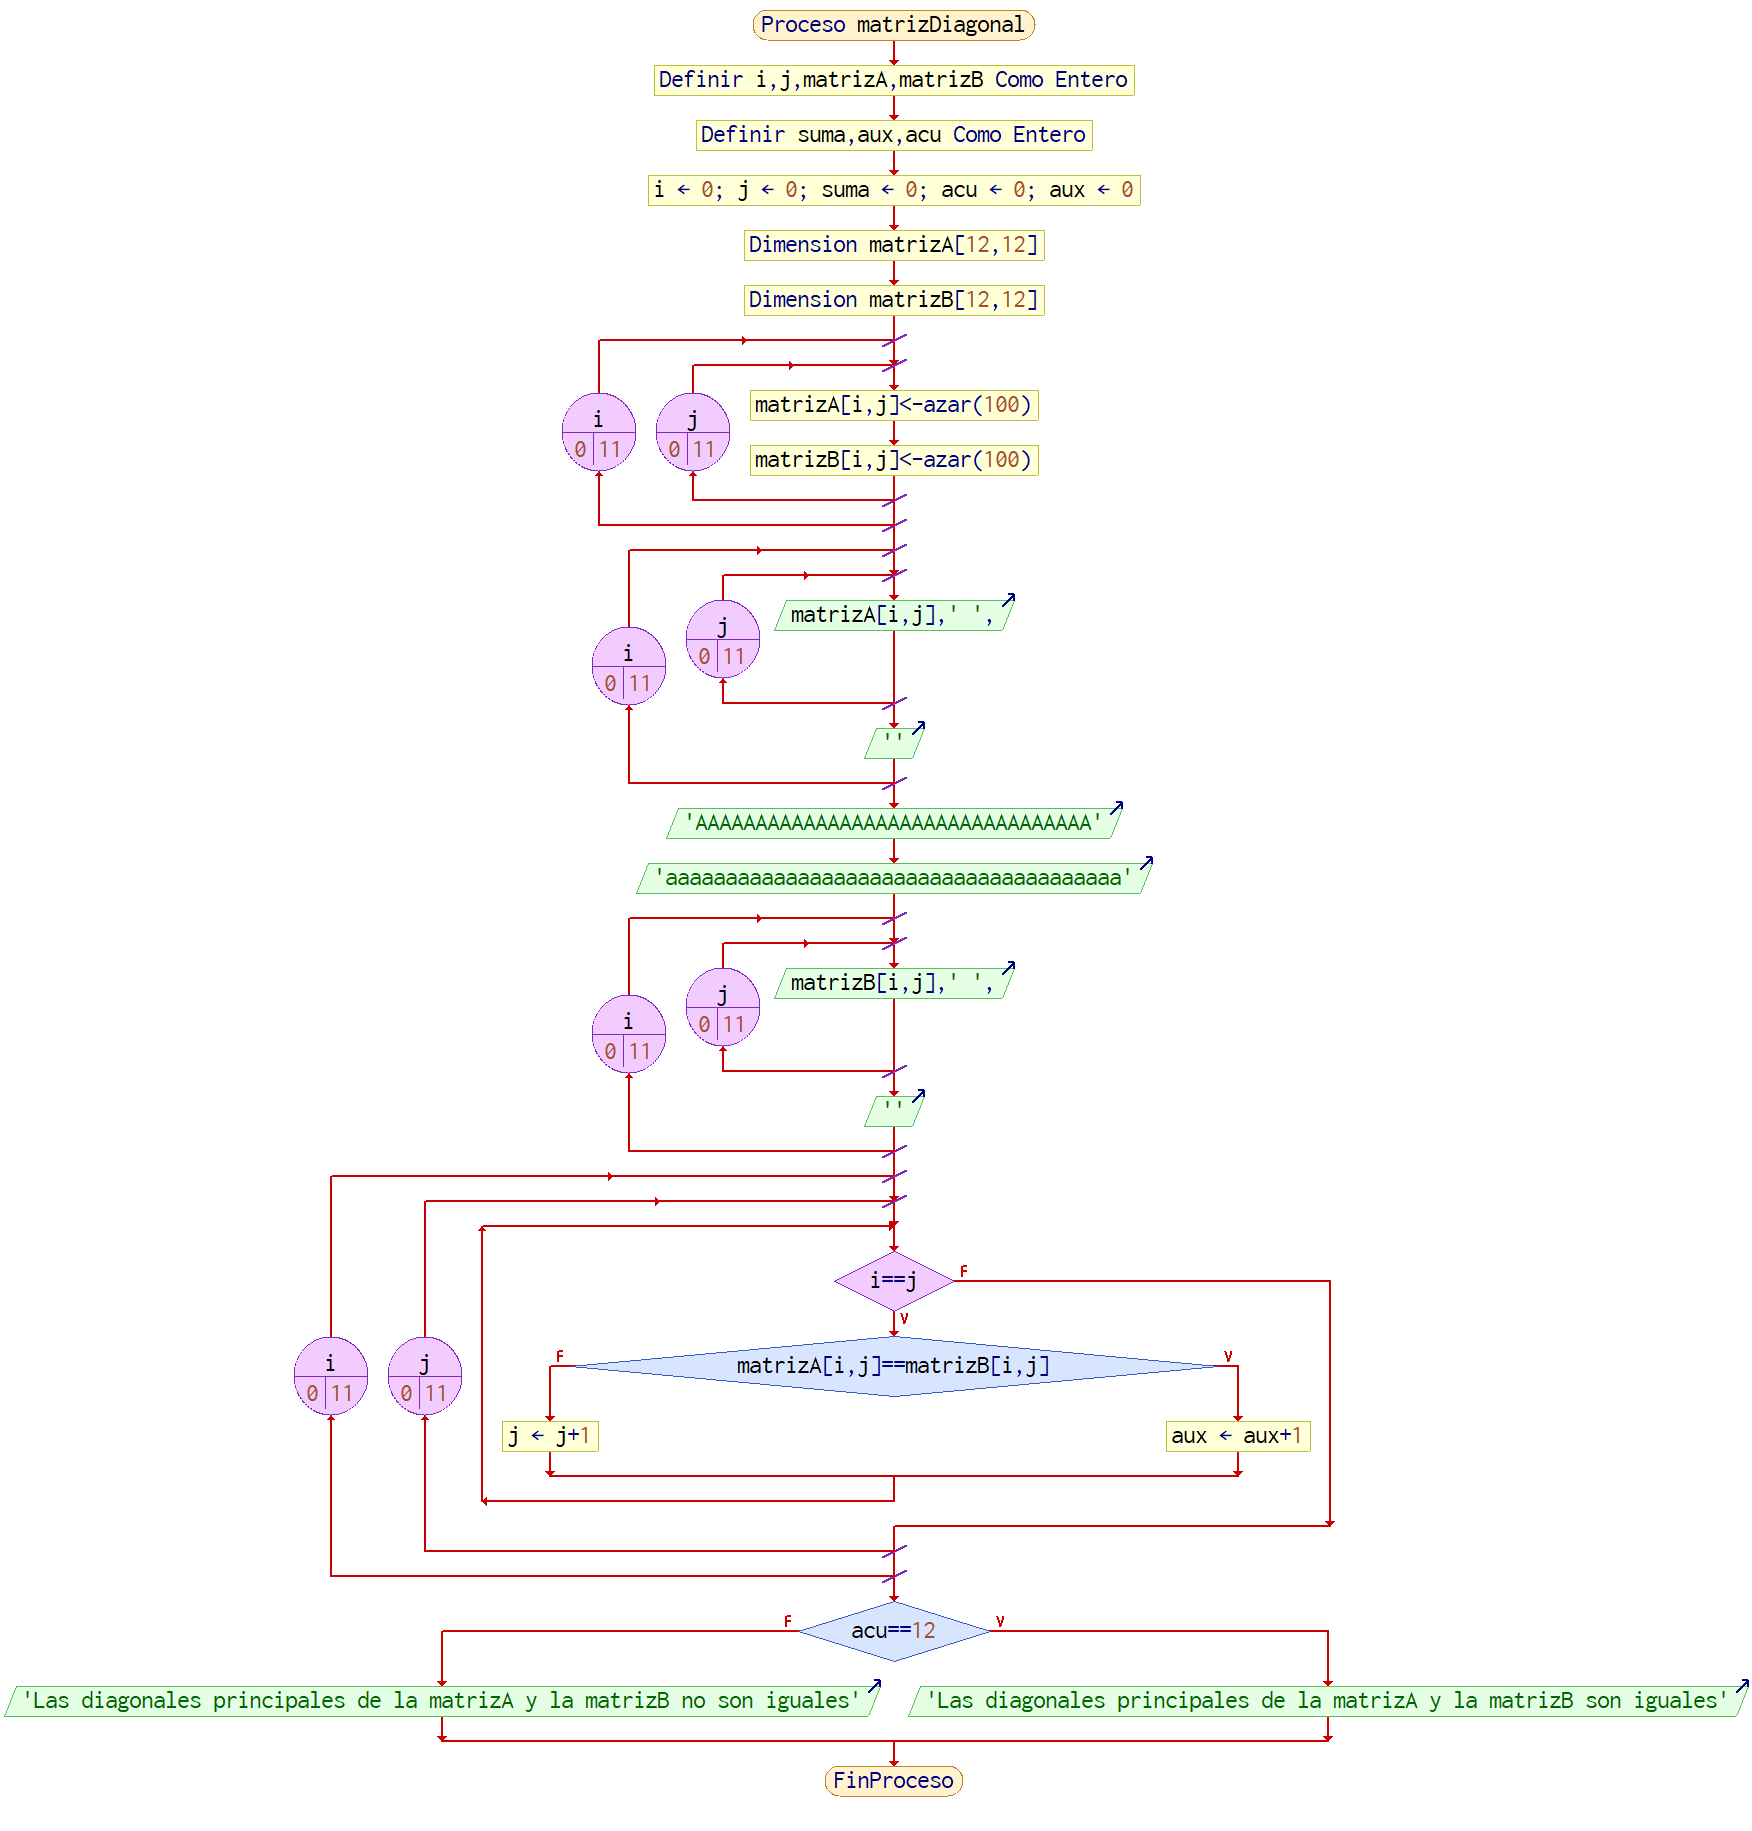 Proceso matrizDiagonal
Definir i,j,matrizA,matrizB Como Entero
Definir suma,aux,acu Como Entero
i ← 0; j ← 0; suma ← 0; acu ← 0; aux ← 0
Dimension matrizA[12,12]
Dimension matrizB[12,12]
i
0 11
j
0 11
matrizA[i,j]<-azar(100)
matrizB[i,j]<-azar(100)
i
0 11
j
0 11
matrizA[i,j],' ',
''
'AAAAAAAAAAAAAAAAAAAAAAAAAAAAAAAAA'
'aaaaaaaaaaaaaaaaaaaaaaaaaaaaaaaaaaaaaa'
i
0 11
j
0 11
matrizB[i,j],' ',
''
i
0 11
j
0 11
i==j
F
V
matrizA[i,j]==matrizB[i,j]
F
V
j ← j+1
aux ← aux+1
acu==12
F
V
'Las diagonales principales de la matrizA y la matrizB no son iguales'
'Las diagonales principales de la matrizA y la matrizB son iguales'
FinProceso